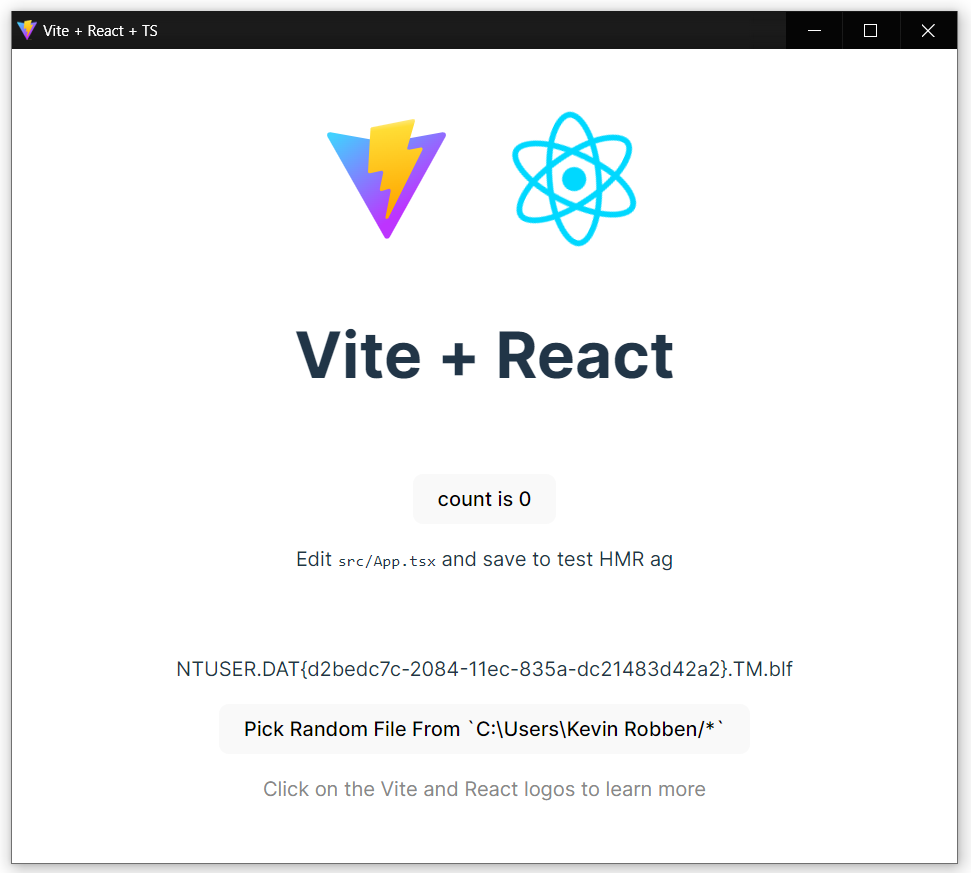 Vite + React + TS
Vite + React
count is 0
Edit src/App.tsx and save to test HMR ag
NTUSER.DAT{d2bedc7c-2084-11ec-835a-dc21483d42a2}.TM.blf
Pick Random File From `C:\Users\Kevin Robben/*`
Click on the Vite and React logos to learn more